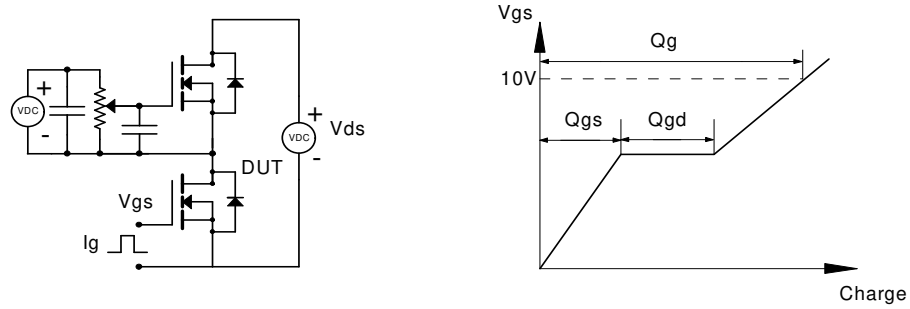 +
VDC
-
DUT
Vgs
Ig
+
VDC
-
Vds
Vgs
Qg
10V
Qgs
Qgd
Charge